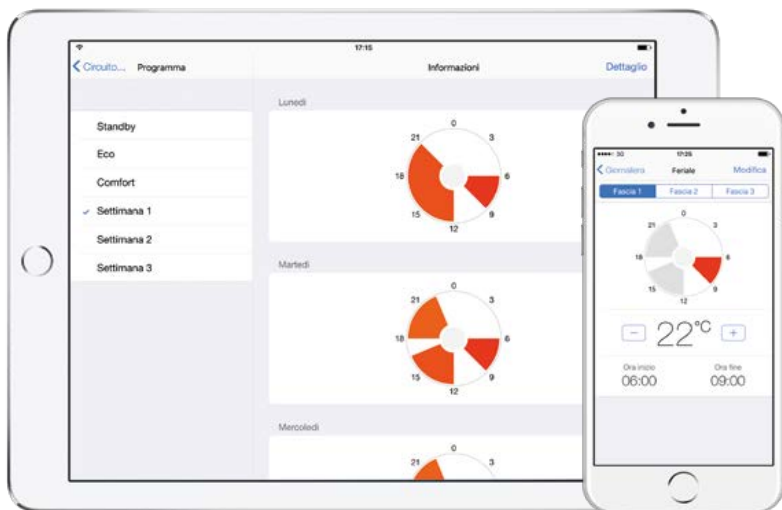 17:15
Circuito... Programma
Informazioni
Dettaglio
Standby
Eco
Comfort
Settimana 1
Settimana 2
Settimana 3
Lunedì
0
21 3
18 6
15 9
12
Martedì
0
21 3
18 6
15 9
12
Mercoledì
0
21 3
3G 17:25
Giornaliera Feriale Modifica
Fascia 1 Fascia 2 Fascia 3
0
21 3
18 6
15 9
12
− 22°C +
Ora inizio Ora fine
06:00 09:00